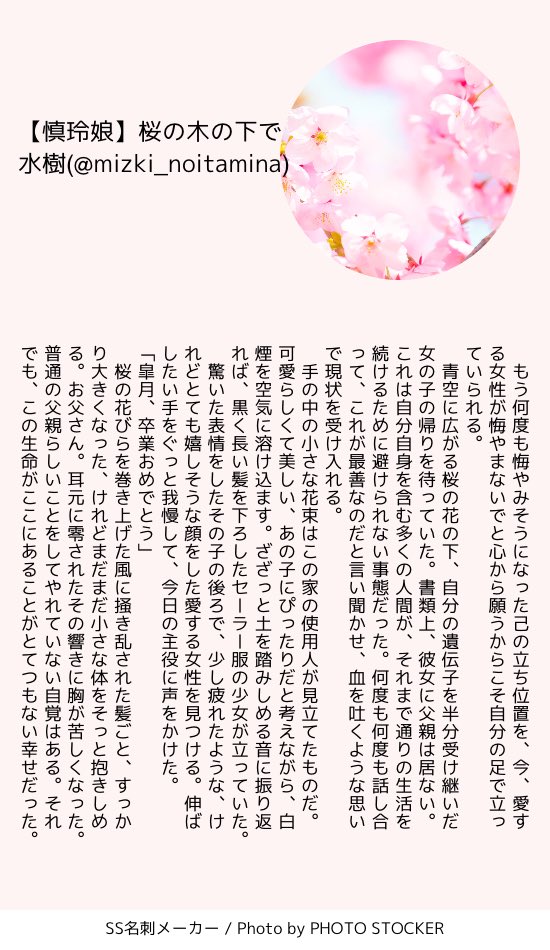 【慎玲娘】桜の木の下で
水樹(@mizki_noitamina)
　もう何度も悔やみそうになった己の立ち位置を、今、愛す
る女性が悔やまないでと心から願うからこそ自分の足で立っ
ていられる。
　青空に広がる桜の花の下、自分の遺伝子を半分受け継いだ
女の子の帰りを待っていた。書類上、彼女に父親は居ない。
これは自分自身を含む多くの人間が、それまで通りの生活を
続けるために避けられない事態だった。何度も何度も話し合
って、これが最善なのだと言い聞かせ、血を吐くような思い
で現状を受け入れる。
　手の中の小さな花束はこの家の使用人が見立てたものだ。
可愛らしくて美しい、あの子にぴったりだと考えながら、白
煙を空気に溶け込ます。ざざっと土を踏みしめる音に振り返
れば、黒く長い髪を下ろしたセーラー服の少女が立っていた。
　驚いた表情をしたその子の後ろで、少し疲れたような、け
れどとても嬉しそうな顔をした愛する女性を見つける。伸ば
したい手をぐっと我慢して、今日の主役に声をかけた。
「皐月、卒業おめでとう」
　桜の花びらを巻き上げた風に掻き乱された髪ごと、すっか
り大きくなった、けれどまだまだ小さな体をそっと抱きしめ
る。お父さん。耳元に零されたその響きに胸が苦しくなった。
普通の父親らしいことをしてやれていない自覚はある。それ
でも、この生命がここにあることがとてつもない幸せだった。
SS名刺メーカー / Photo by PHOTO STOCKER